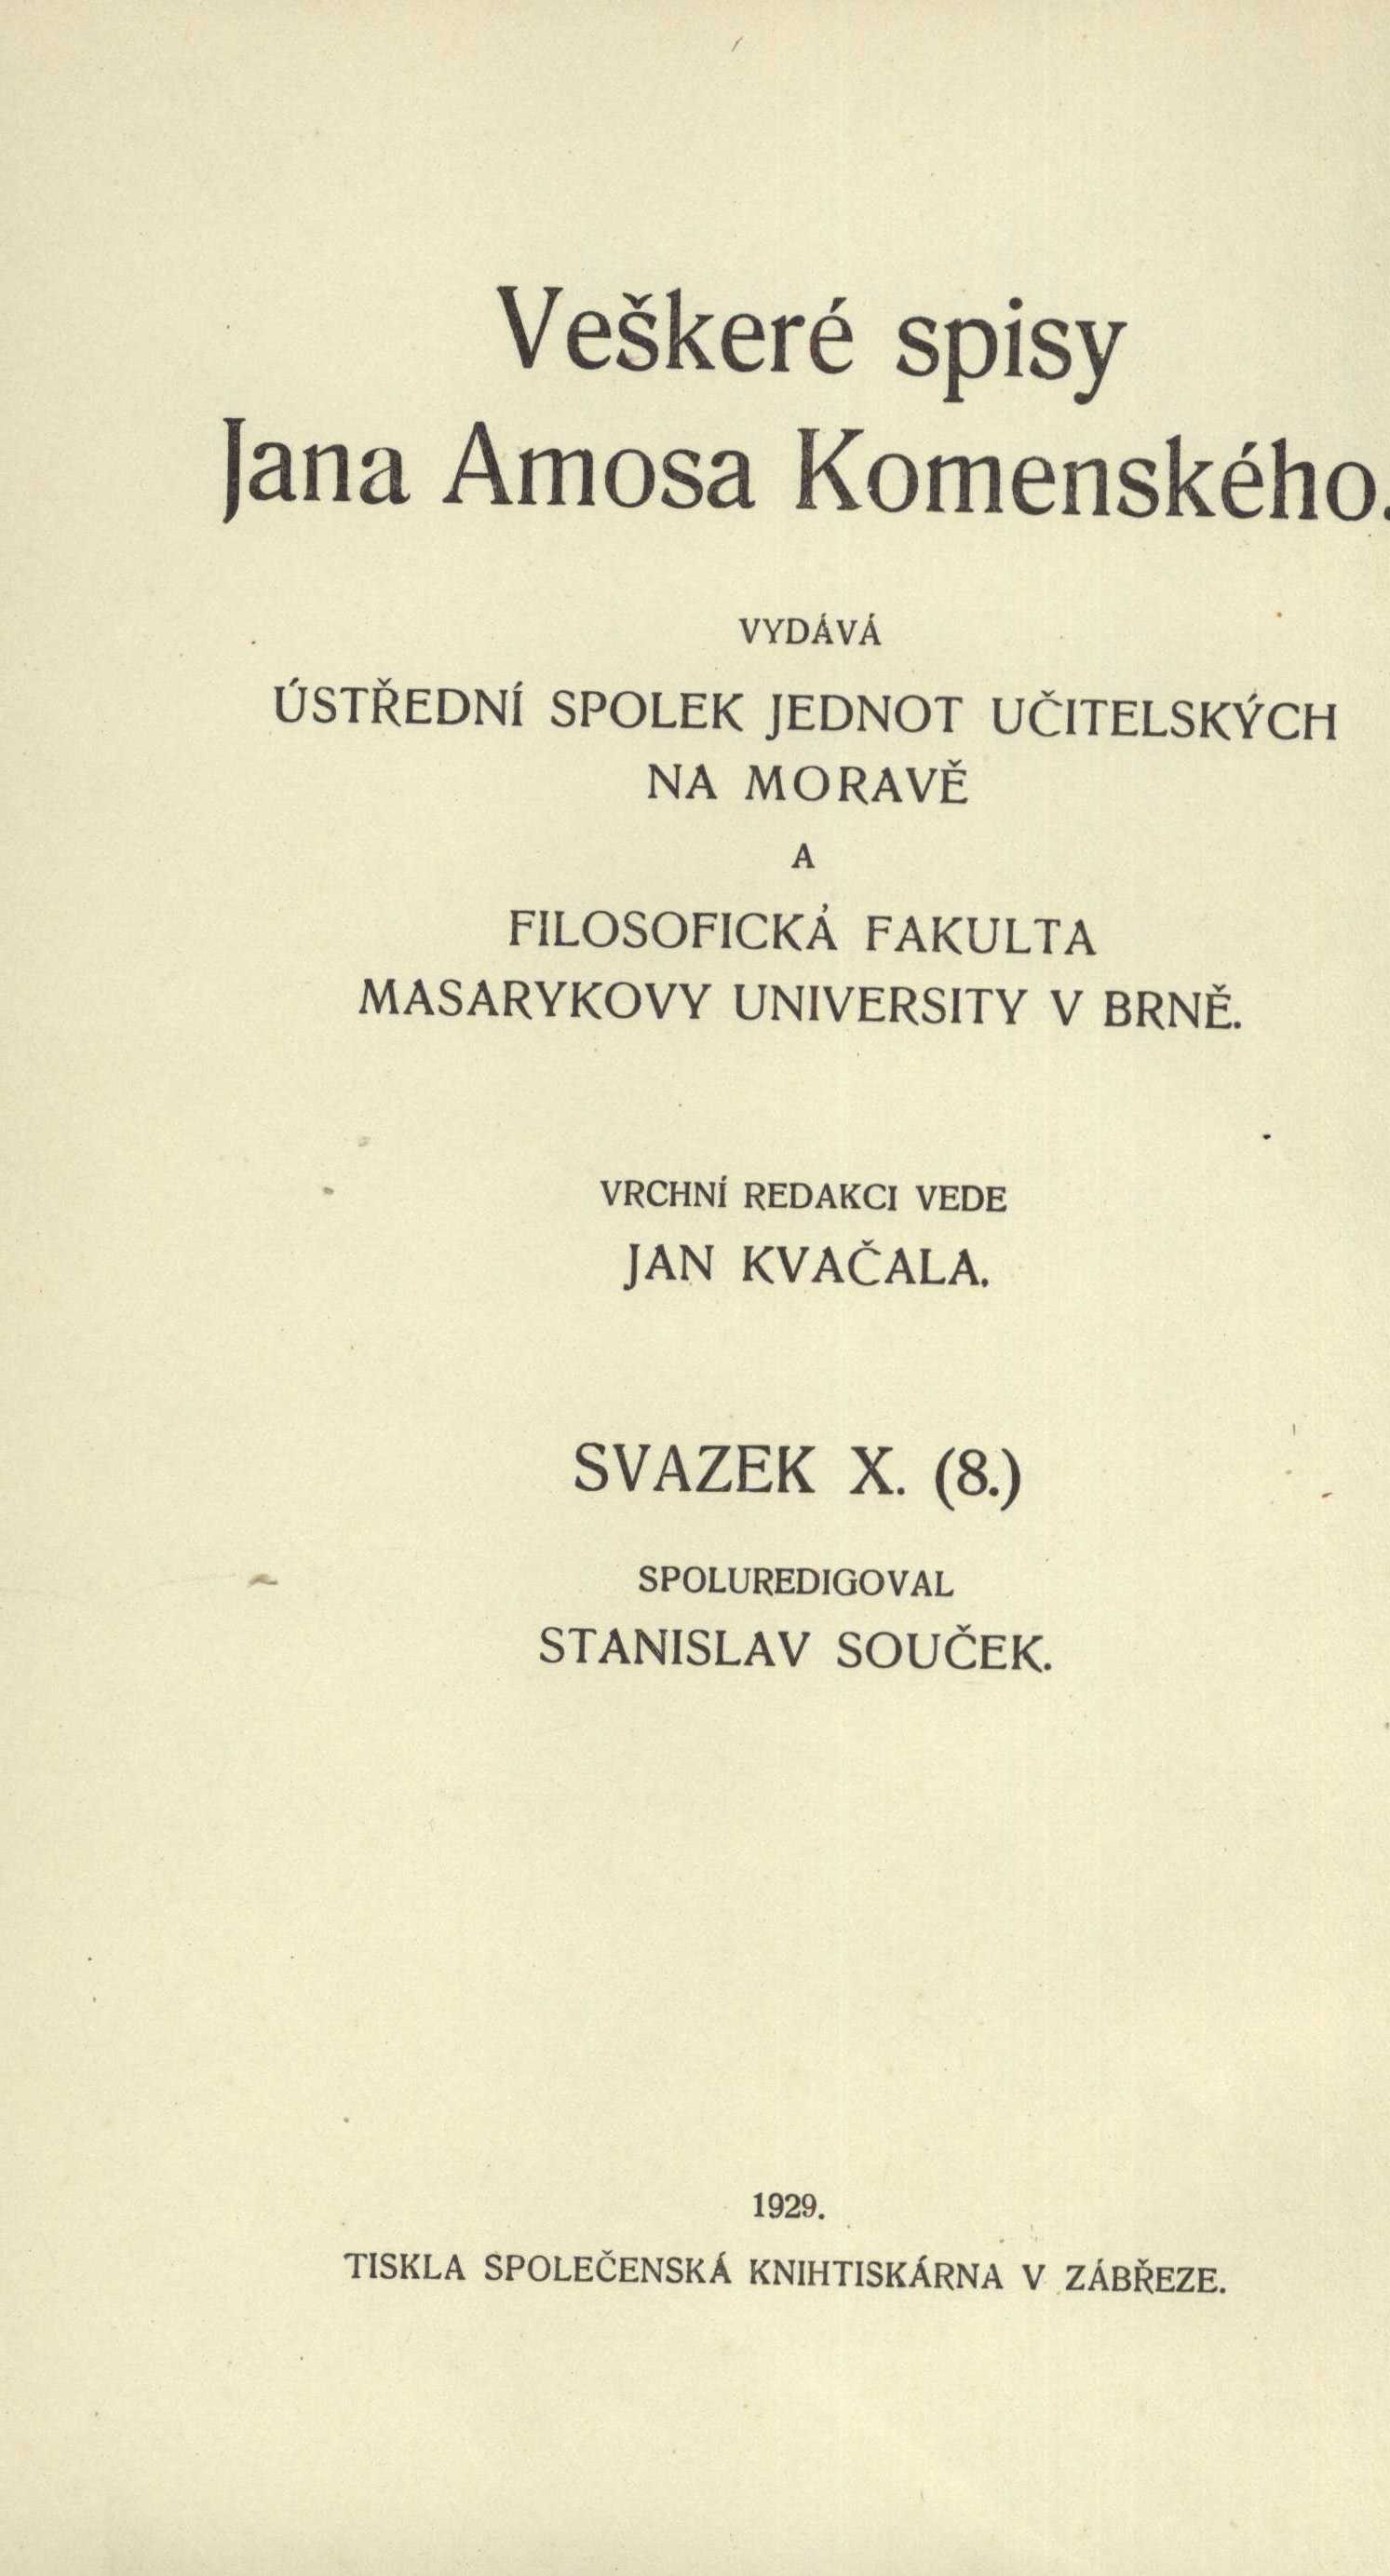 Veškeré spisy
Jana Amosa Komenského.
VYDÁVÁ
ÚSTŘEDNÍ SPOLEK JEDNOT UČITELSKÝCH
NA MORAVĚ
A
FILOSOFICKÁ FAKULTA
MASARYKOVY UNIVERSITY V BRNĚ.
VRCHNÍ REDAKCI VEDE
JAN KVAČALA.
SVAZEK X. (8.)
SPOLUREDIGOVAL
STANISLAV SOUČEK.
1929.
TISKLA SPOLEČENSKÁ KNIHTISKÁRNA V ZÁBŘEZE.